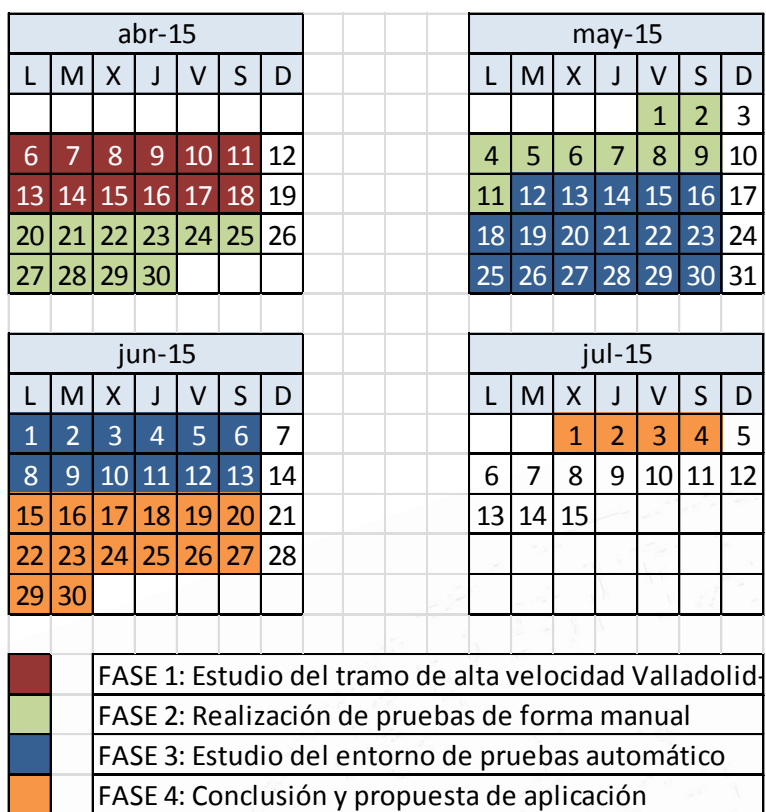 abr-15
L M X J V S D
6 7 8 9 10 11 12
13 14 15 16 17 18 19
20 21 22 23 24 25 26
27 28 29 30
may-15
L M X J V S D
1 2 3
4 5 6 7 8 9 10
11 12 13 14 15 16 17
18 19 20 21 22 23 24
25 26 27 28 29 30 31
jun-15
L M X J V S D
1 2 3 4 5 6 7
8 9 10 11 12 13 14
15 16 17 18 19 20 21
22 23 24 25 26 27 28
29 30
jul-15
L M X J V S D
1 2 3 4 5
6 7 8 9 10 11 12
13 14 15
FASE 1: Estudio del tramo de alta velocidad Valladolid-
FASE 2: Realización de pruebas de forma manual
FASE 3: Estudio del entorno de pruebas automático
FASE 4: Conclusión y propuesta de aplicación